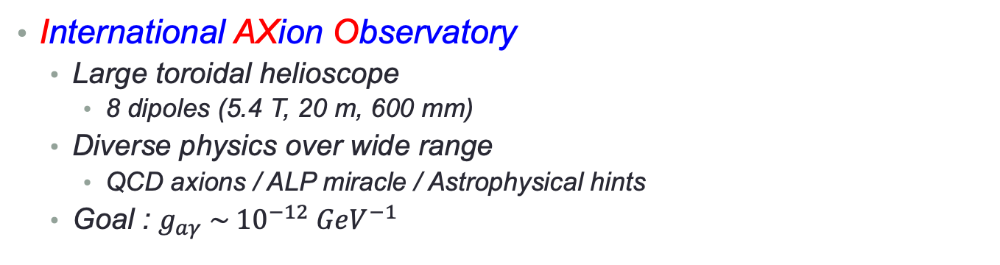 • International AXion Observatory
• Large toroidal helioscope
• 8 dipoles (5.4 T, 20 m, 600 mm)
• Diverse physics over wide range
• QCD axions / ALP miracle / Astrophysical hints
• Goal : $g_{a\gamma} \sim 10^{-12}\ GeV^{-1}$